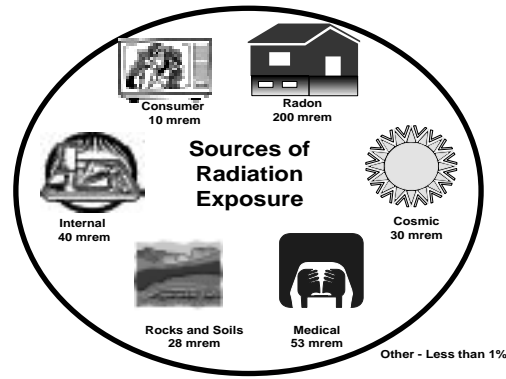 Consumer
10 mrem
Radon
200 mrem
Sources of
Radiation
Exposure
Internal
40 mrem
Cosmic
30 mrem
Rocks and Soils
28 mrem
Medical
53 mrem
Other - Less than 1%